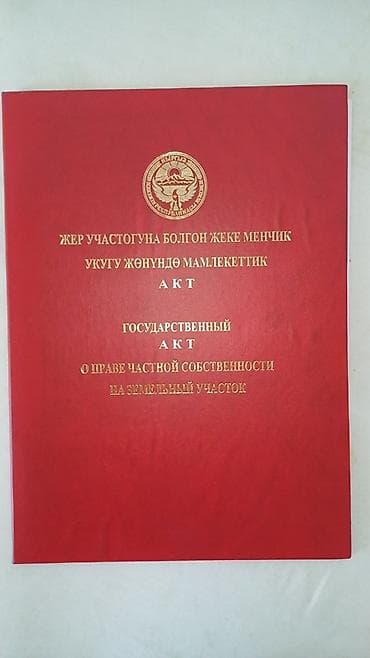 ЖЕР УЧАСТОГУНА БОЛГОН ЖЕКЕ МЕНЧИК
УКУГУ ЖӨНҮНДӨ МАМЛЕКЕТТИК
АКТ
ГОСУДАРСТВЕННЫЙ
АКТ
О ПРАВЕ ЧАСТНОЙ СОБСТВЕННОСТИ
НА ЗЕМЕЛЬНЫЙ УЧАСТОК